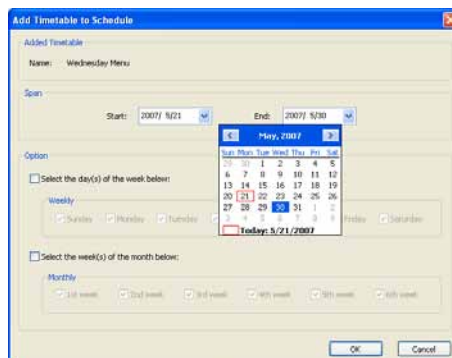 Add Timetable to Schedule
Added Timetable
Name: Wednesday Menu
Span
Start: 2007/ 5/21 End: 2007/ 5/30
May, 2007
Sun Mon Tue Wed Thu Fri Sat
29 30 1 2 3 4 5
6 7 8 9 10 11 12
13 14 15 16 17 18 19
20 21 22 23 24 25 26
27 28 29 30 31 1 2
3 4 5 6 7 8 9
Today: 5/21/2007
Option
Select the day(s) of the week below:
Weekly
Sunday Monday Tuesday Friday Saturday
Select the week(s) of the month below:
Monthly
1st week 2nd week 3rd week 4th week 5th week 6th week
OK Cancel